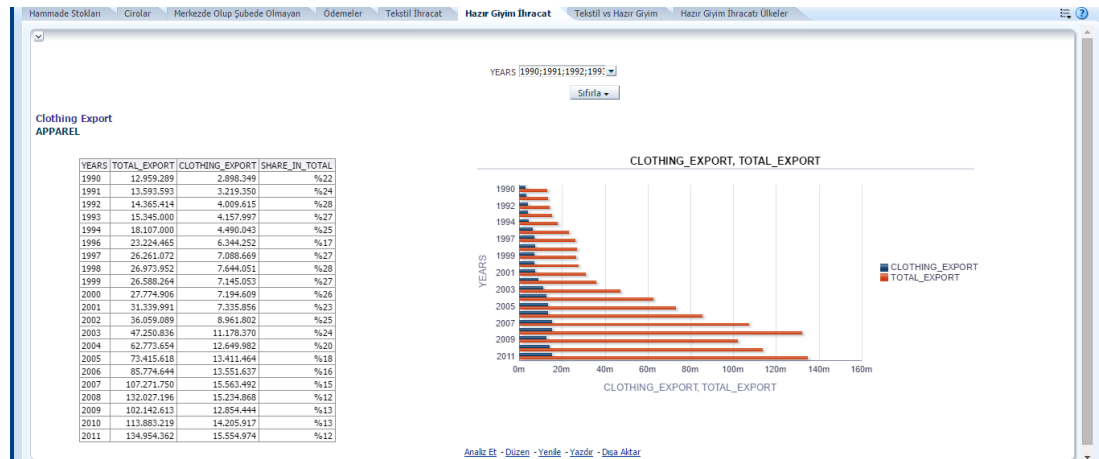 Hammade Stokları Cirolar Merkezde Olup Şubede Olmayan Ödemeler Tekstil İhracat Hazır Giyim İhracat Tekstil vs Hazır Giyim Hazır Giyim İhracatı Ülkeler
YEARS 1990;1991;1992;199
Sıfırla
Clothing Export
APPAREL
YEARS TOTAL_EXPORT CLOTHING_EXPORT SHARE_IN_TOTAL
1990 12.959.289 2.898.349 %22
1991 13.593.593 3.219.350 %24
1992 14.365.414 4.009.615 %28
1993 15.345.000 4.157.997 %27
1994 18.107.000 4.490.043 %25
1996 23.224.465 6.344.252 %17
1997 26.261.072 7.088.669 %27
1998 26.973.952 7.644.051 %28
1999 26.588.264 7.145.053 %27
2000 27.774.906 7.194.609 %26
2001 31.339.991 7.335.856 %23
2002 36.059.089 8.961.802 %25
2003 47.250.836 11.178.370 %24
2004 62.773.654 12.649.982 %20
2005 73.415.618 13.411.464 %18
2006 85.774.644 13.551.637 %16
2007 107.271.750 15.563.492 %15
2008 132.027.196 15.234.868 %12
2009 102.142.613 12.854.444 %13
2010 113.883.219 14.205.917 %13
2011 134.954.362 15.554.974 %12
CLOTHING_EXPORT, TOTAL_EXPORT
YEARS
1990
1992
1994
1997
1999
2001
2003
2005
2007
2009
2011
0m 20m 40m 60m 80m 100m 120m 140m 160m
CLOTHING_EXPORT, TOTAL_EXPORT
CLOTHING_EXPORT
TOTAL_EXPORT
Analiz Et - Düzen - Yenile - Yazdır - Dışa Aktar